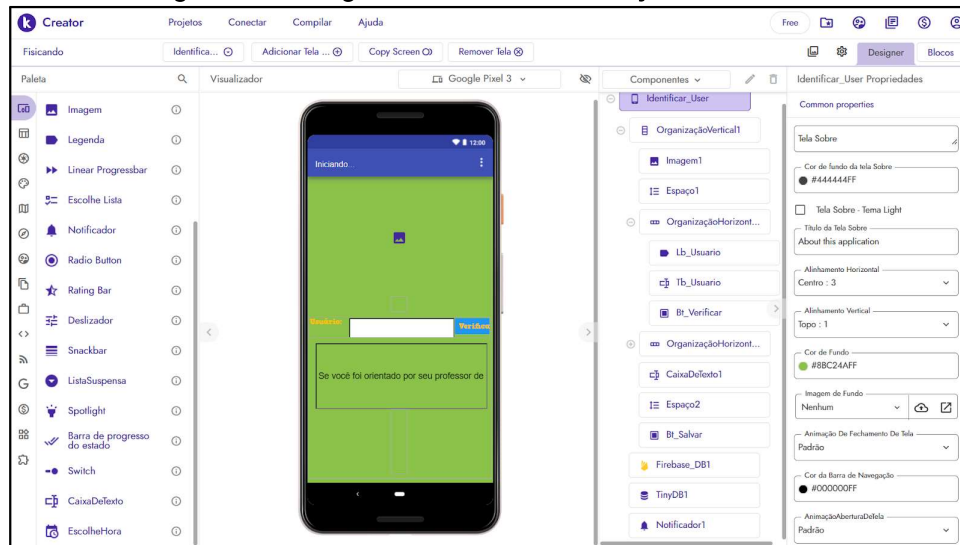 Creator
Projetos
Conectar
Compilar
Ajuda
Free
Fisicando
Identifica...
Adicionar Tela ...
Copy Screen
Remover Tela
Designer
Blocos
Paleta
Imagem
Legenda
Linear Progressbar
Escolhe Lista
Notificador
Radio Button
Rating Bar
Deslizador
Snackbar
ListaSuspensa
Spotlight
Barra de progresso
do estado
Switch
CaixaDeTexto
EscolheHora
Visualizador
Google Pixel 3
12:00
Iniciando...
Usuário:
Verifica
Se você foi orientado por seu professor de
Componentes
Identificar_User
OrganizaçãoVertical1
Imagem1
Espaço1
OrganizaçãoHorizont...
Lb_Usuario
Tb_Usuario
Bt_Verificar
OrganizaçãoHorizont...
CaixaDeTexto1
Espaço2
Bt_Salvar
Firebase_DB1
TinyDB1
Notificador1
Identificar_User Propriedades
Common properties
Tela Sobre
Cor de fundo da tela Sobre
#444444FF
Tela Sobre - Tema Light
Título da Tela Sobre
About this application
Alinhamento Horizontal
Centro : 3
Alinhamento Vertical
Topo : 1
Cor de Fundo
#8BC24AFF
Imagem de Fundo
Nenhum
Animação De Fechamento De Tela
Padrão
Cor da Barra de Navegação
#000000FF
AnimaçãoAberturaDeTela
Padrão